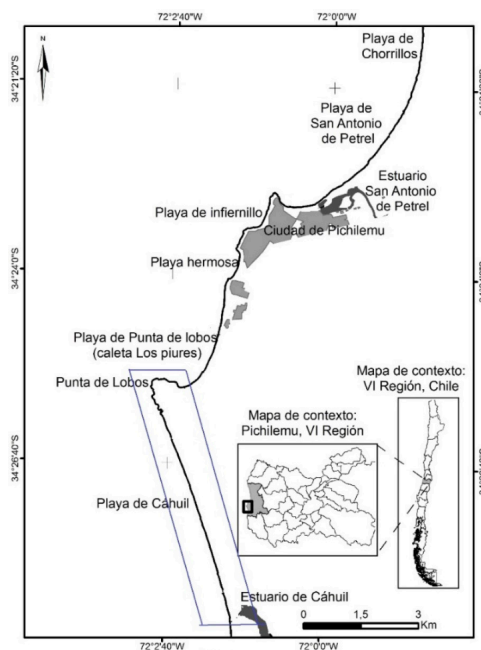 72°2'40"W
72°0'0"W
Playa de
Chorrillos
34°21'20"S
Playa de
San Antonio
de Petrel
Estuario
San Antonio
de Petrel
Playa de infiernillo
Ciudad de Pichilemu
Playa hermosa
34°24'0"S
Playa de Punta de lobos
(caleta Los piures)
Punta de Lobos
Mapa de contexto:
VI Región, Chile
Mapa de contexto:
Pichilemu, VI Región
34°26'40"S
Playa de Cáhuil
Estuario de Cáhuil
0 1,5 3
Km
72°2'40"W
72°0'0"W